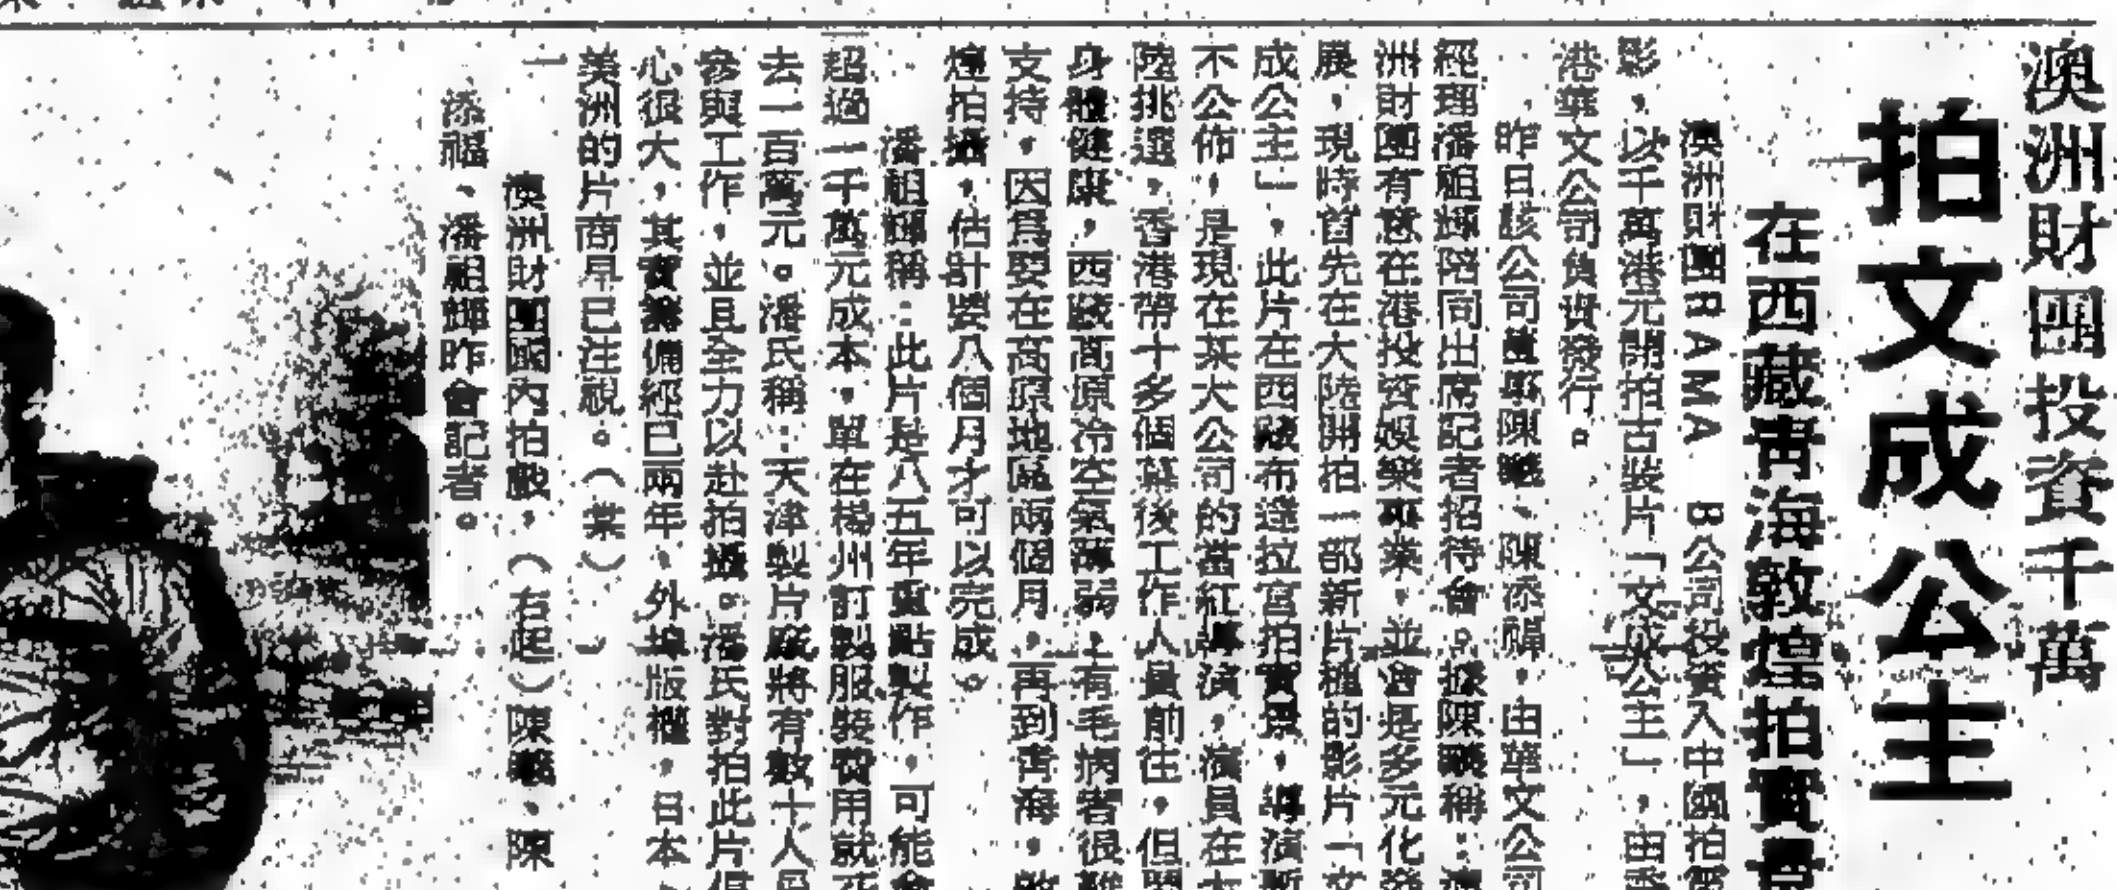 澳洲財團投資千萬
拍文成公主
在西藏青海敦煌拍實景
澳洲財團RAMA B公司投資入中國拍電
影，以千萬港元開拍古裝片「文成公主」，由
港華文公司負責發行。
昨日該公司董事陳、陳添福，由華文公司
經理潘祖輝陪同出席記者招待會。據陳稱：澳
洲財團有意在港投資娛樂事業，並會是多元化發
展，現時首先在大陸開拍一部新片種的影片「文
成公主」，此片在西藏布達拉宮拍實景，導演暫
不公佈，是現在某大公司的當紅導演，演員在大
陸挑選，香港帶十多個幕後工作人員前往，但
身體健康，西藏高原冷空氣薄弱，有毛病者很難
支持，因為要在高原地區兩個月，再到青海，敦
煌拍攝，估計要八個月才可以完成。
潘祖輝稱：此片是八五年重點製作，可能會
超過一千萬元成本，單在楊州訂製服裝費用就花
去一百萬元。潘氏稱：天津製片廠將有數十人員
參與工作，並且全力以赴拍攝。潘氏對拍此片信
心很大，其實籌備經已兩年，外埠版權，日本、
美洲的片商早已注視。（棠）
澳洲財團國內拍戲，（右起）陳、陳
添福、潘祖輝昨會記者。